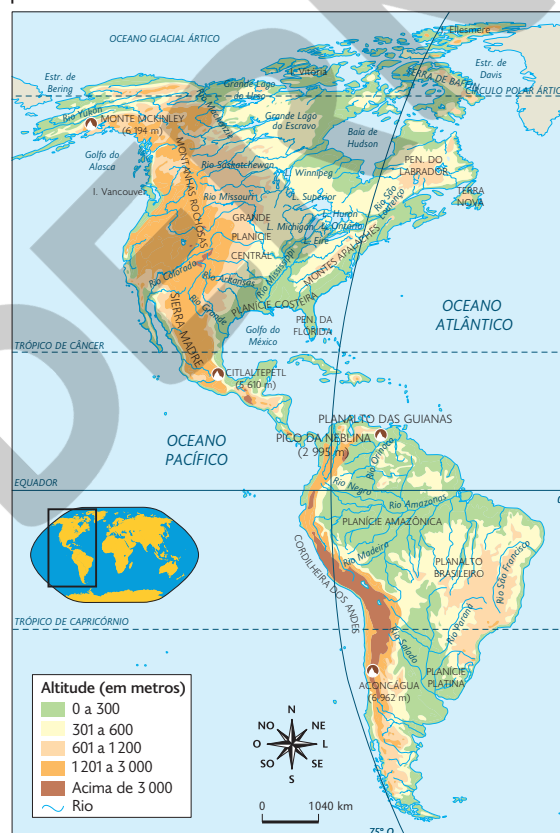 OCEANO GLACIAL ÁRTICO
Ellesmere
Estr. de
Bering
I. Vitória
TERRA DE BAFFIN
Estr. de
Davis
CÍRCULO POLAR ÁRTICO
Grande Lago
do Urso
Rio Yukon
MONTE MCKINLEY
(6 194 m)
Rio Mackenzie
Grande Lago
do Escravo
Baía de
Hudson
Golfo do
Alasca
MONTANHAS ROCHOSAS
Rio Saskatchewan
L. Winnipeg
PEN. DO
LABRADOR
I. Vancouver
Rio Missouri
L. Superior
Rio São
Lourenço
TERRA
NOVA
GRANDE
PLANÍCIE
CENTRAL
L. Huron
L. Michigan
L. Ontário
L. Erie
MONTES APALACHES
Rio Colorado
Rio Arkansas
Rio Mississippi
SIERRA MADRE
Rio Grande
PLANÍCIE COSTEIRA
PEN. DA
FLÓRIDA
Golfo do
México
OCEANO
ATLÂNTICO
TRÓPICO DE CÂNCER
CITLALTEPETL
(5 610 m)
OCEANO
PACÍFICO
PLANALTO DAS GUIANAS
PICO DA NEBLINA
(2 995 m)
Rio Orinoco
EQUADOR
Rio Negro
Rio Amazonas
PLANÍCIE AMAZÔNICA
Rio Madeira
CORDILHEIRA DOS ANDES
PLANALTO
BRASILEIRO
Rio São Francisco
TRÓPICO DE CAPRICÓRNIO
Rio Paraná
Rio Salado
PLANÍCIE
PLATINA
ACONCÁGUA
(6 962 m)
Altitude (em metros)
0 a 300
301 a 600
601 a 1 200
1 201 a 3 000
Acima de 3 000
Rio
N
NO
NE
O
L
SO
SE
S
0
1040 km
75° O